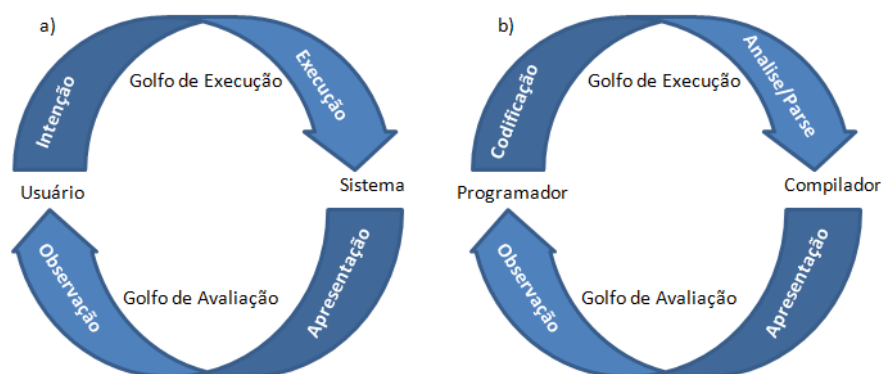 a)
Intenção
Golfo de Execução
Execução
Usuário
Sistema
Observação
Golfo de Avaliação
Apresentação
b)
Codificação
Golfo de Execução
Analise/Parse
Programador
Compilador
Observação
Golfo de Avaliação
Apresentação